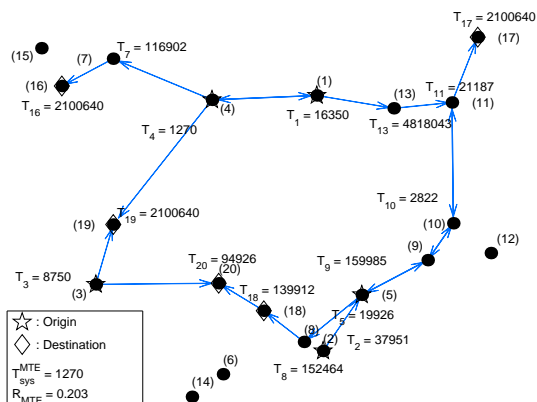 T17 = 2100640
(17)
(15)
T7 = 116902
(7)
(16)
T16 = 2100640
(1)
(13)
T11 = 21187
(11)
T4 = 1270
(4)
T1 = 16350
T13 = 4818043
T19 = 2100640
(19)
T10 = 2822
(10)
(12)
(9)
T20 = 94926
(20)
T9 = 159985
T3 = 8750
(3)
T18 = 139912
(18)
(5)
T5 = 19926
(8)
(2)
T2 = 37951
T8 = 152464
(6)
(14)
: Origin
: Destination
T_sys^MTE = 1270
R_MTE = 0.203